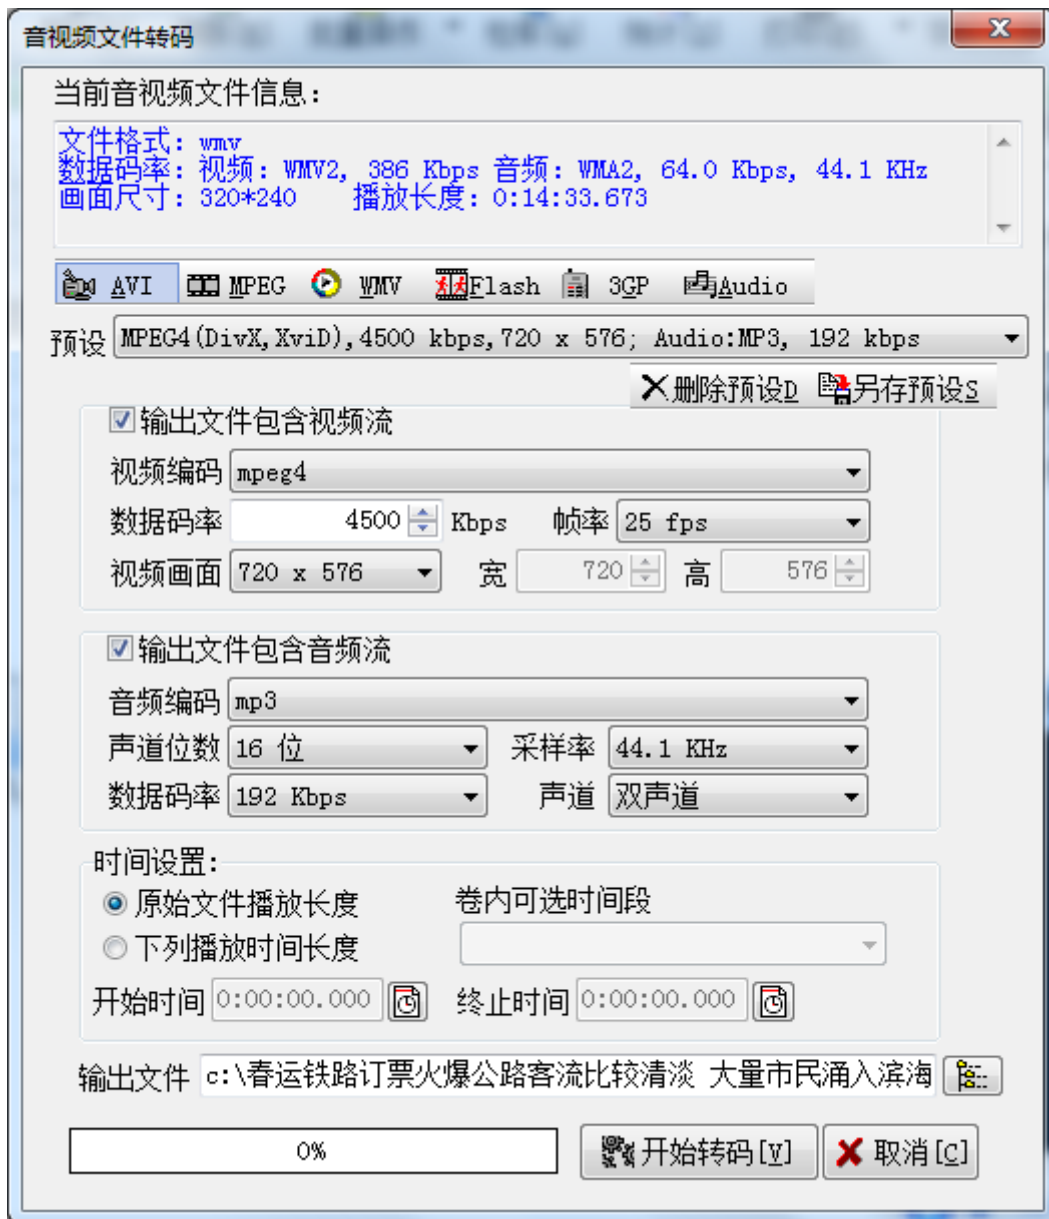 音视频文件转码
当前音视频文件信息:
文件格式: wmv
数据码率: 视频: WMV2, 386 Kbps 音频: WMA2, 64.0 Kbps, 44.1 KHz
画面尺寸: 320*240 播放长度: 0:14:33.673
AVI MPEG WMV Flash 3GP Audio
预设 MPEG4(DivX,XviD),4500 kbps,720 x 576; Audio:MP3, 192 kbps
删除预设D 另存预设S
输出文件包含视频流
视频编码 mpeg4
数据码率 4500 Kbps 帧率 25 fps
视频画面 720 x 576 宽 720 高 576
输出文件包含音频流
音频编码 mp3
声道位数 16 位 采样率 44.1 KHz
数据码率 192 Kbps 声道 双声道
时间设置:
原始文件播放长度 卷内可选时间段
下列播放时间长度
开始时间 0:00:00.000 终止时间 0:00:00.000
输出文件 c:\春运铁路订票火爆公路客流比较清淡 大量市民涌入滨海
0%
开始转码[V] 取消[C]